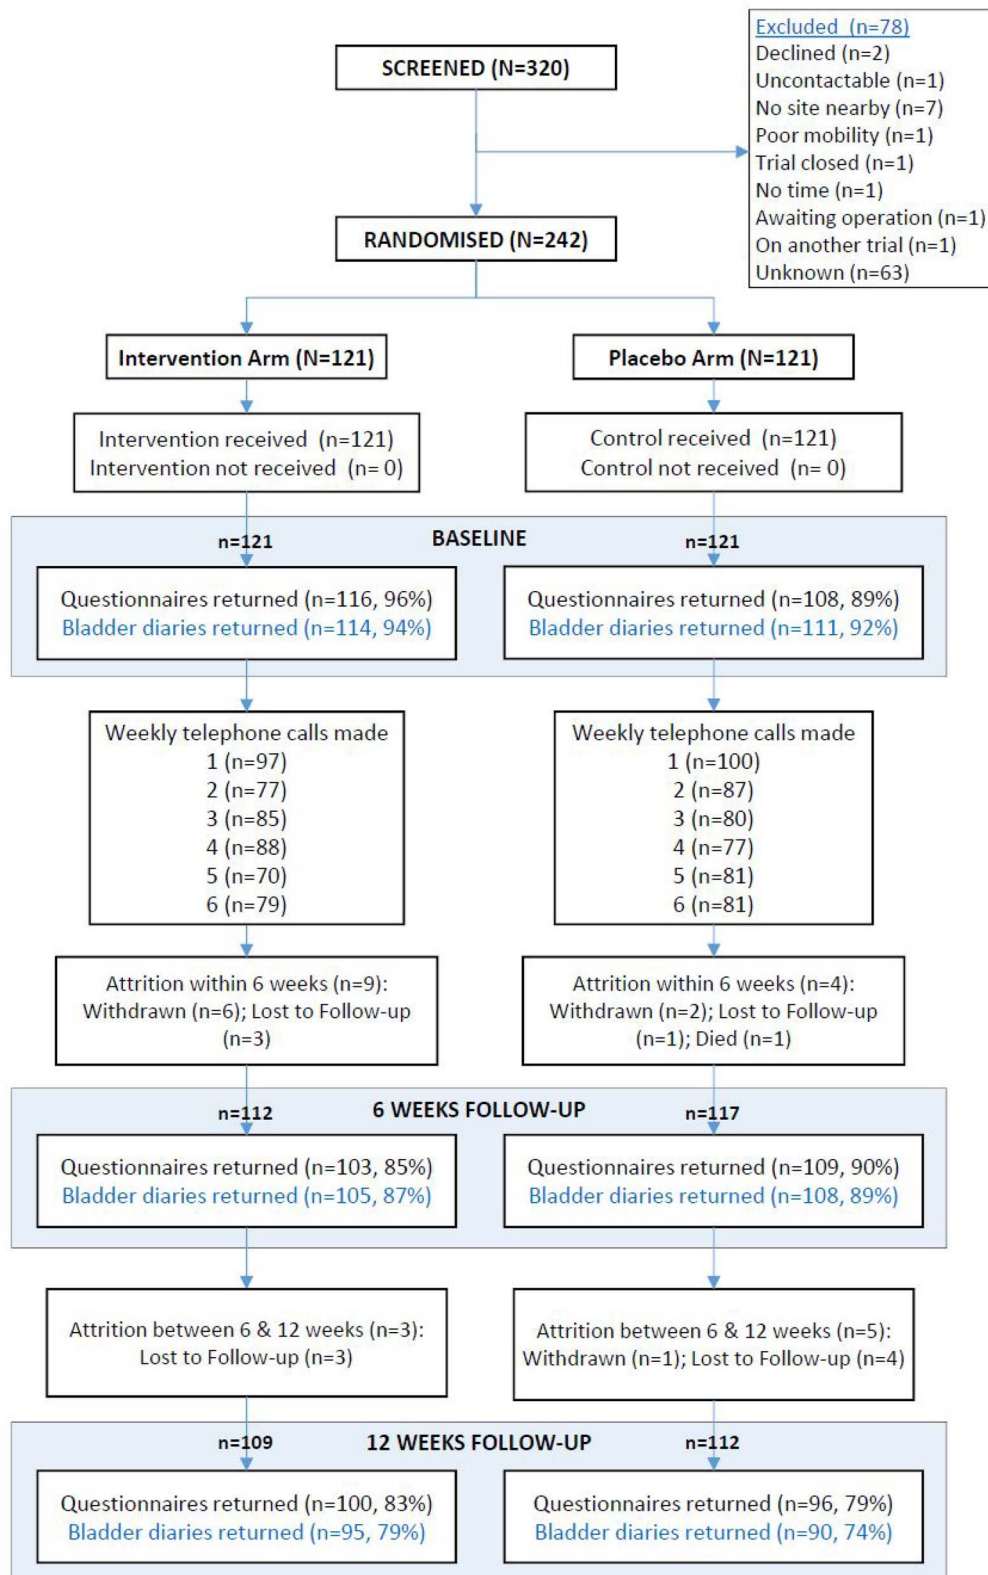 SCREENED (N=320)
Excluded (n=78)
Declined (n=2)
Uncontactable (n=1)
No site nearby (n=7)
Poor mobility (n=1)
Trial closed (n=1)
No time (n=1)
Awaiting operation (n=1)
On another trial (n=1)
Unknown (n=63)
RANDOMISED (N=242)
Intervention Arm (N=121)
Placebo Arm (N=121)
Intervention received (n=121)
Intervention not received (n= 0)
Control received (n=121)
Control not received (n= 0)
n=121 BASELINE n=121
Questionnaires returned (n=116, 96%)
Bladder diaries returned (n=114, 94%)
Questionnaires returned (n=108, 89%)
Bladder diaries returned (n=111, 92%)
Weekly telephone calls made
1 (n=97)
2 (n=77)
3 (n=85)
4 (n=88)
5 (n=70)
6 (n=79)
Weekly telephone calls made
1 (n=100)
2 (n=87)
3 (n=80)
4 (n=77)
5 (n=81)
6 (n=81)
Attrition within 6 weeks (n=9):
Withdrawn (n=6); Lost to Follow-up
(n=3)
Attrition within 6 weeks (n=4):
Withdrawn (n=2); Lost to Follow-up
(n=1); Died (n=1)
n=112 6 WEEKS FOLLOW-UP n=117
Questionnaires returned (n=103, 85%)
Bladder diaries returned (n=105, 87%)
Questionnaires returned (n=109, 90%)
Bladder diaries returned (n=108, 89%)
Attrition between 6 & 12 weeks (n=3):
Lost to Follow-up (n=3)
Attrition between 6 & 12 weeks (n=5):
Withdrawn (n=1); Lost to Follow-up (n=4)
n=109 12 WEEKS FOLLOW-UP n=112
Questionnaires returned (n=100, 83%)
Bladder diaries returned (n=95, 79%)
Questionnaires returned (n=96, 79%)
Bladder diaries returned (n=90, 74%)